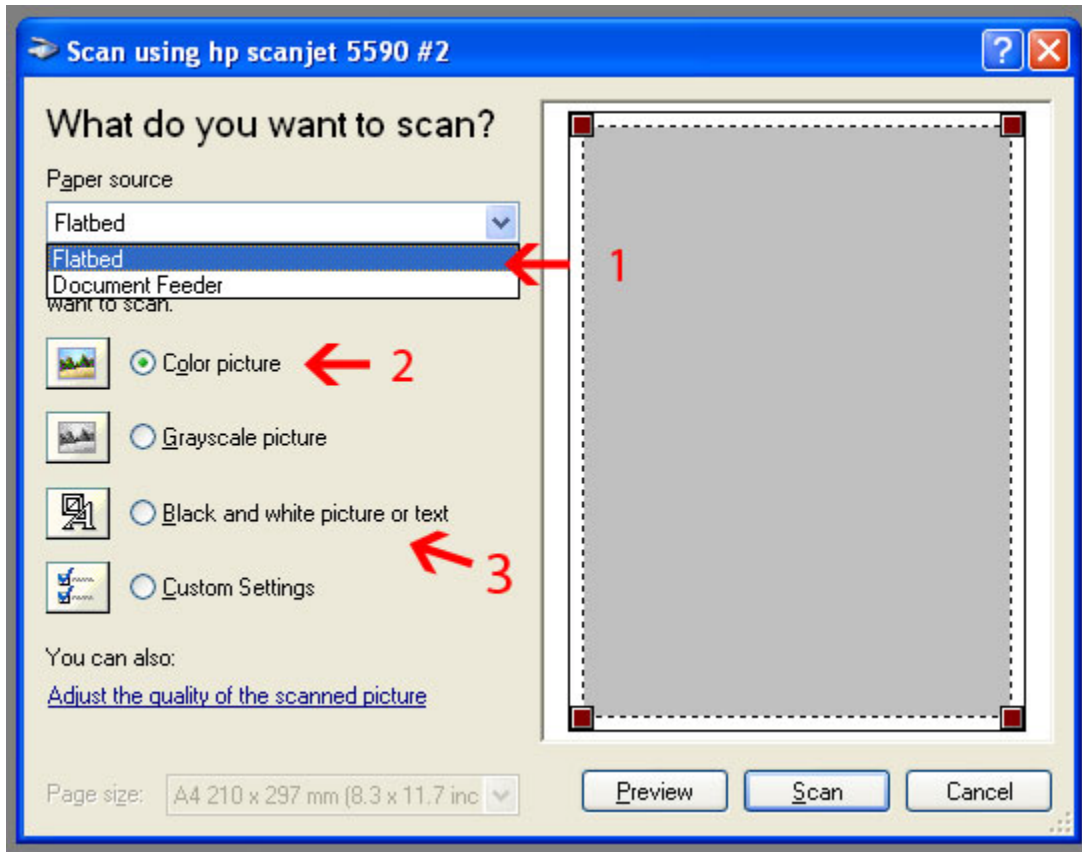 Scan using hp scanjet 5590 #2
What do you want to scan?
Paper source
Flatbed
Flatbed
1
Document Feeder
want to scan.
Color picture
2
Grayscale picture
Black and white picture or text
3
Custom Settings
You can also:
Adjust the quality of the scanned picture
Page size: A4 210 x 297 mm (8.3 x 11.7 inc
Preview Scan Cancel